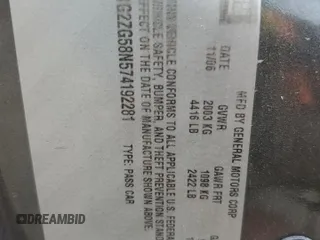 MFD BY GENERAL MOTORS CORP
DATE GVWR GAWR FRT
11/06 2003 KG 1098 KG
4416 LB 2422 LB
VEHICLE CONFORMS TO ALL APPLICABLE U.S. FEDERAL
VEHICLE SAFETY, BUMPER, AND THEFT PREVENTION
EFFECT ON THE DATE OF MANUFACTURE SHOWN ABOVE.
G2ZG58N574192281 TYPE: PASS CAR
DREAMBID